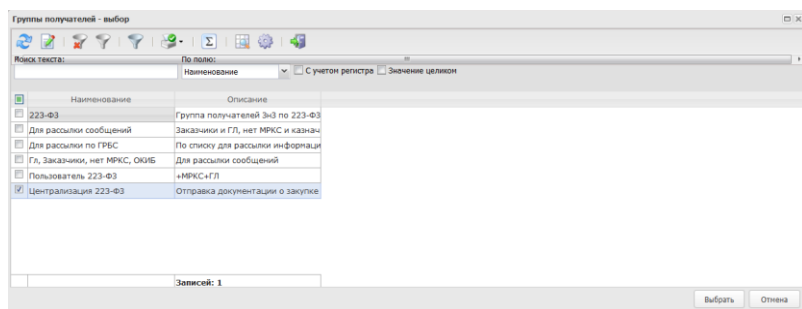 Группы получателей - выбор
Поиск текста: По полю:
Наименование С учетом регистра Значение целиком
Наименование Описание
223-ФЗ Группа получателей ЗнЗ по 223-ФЗ
Для рассылки сообщений Заказчики и ГЛ, нет МРКС и казнач
Для рассылки по ГРБС По списку для рассылки информаци
Гл, Заказчики, нет МРКС, ОКИБ Для рассылки сообщений
Пользователь 223-ФЗ +МРКС+ГЛ
Централизация 223-ФЗ Отправка документации о закупке
Записей: 1
Выбрать Отмена